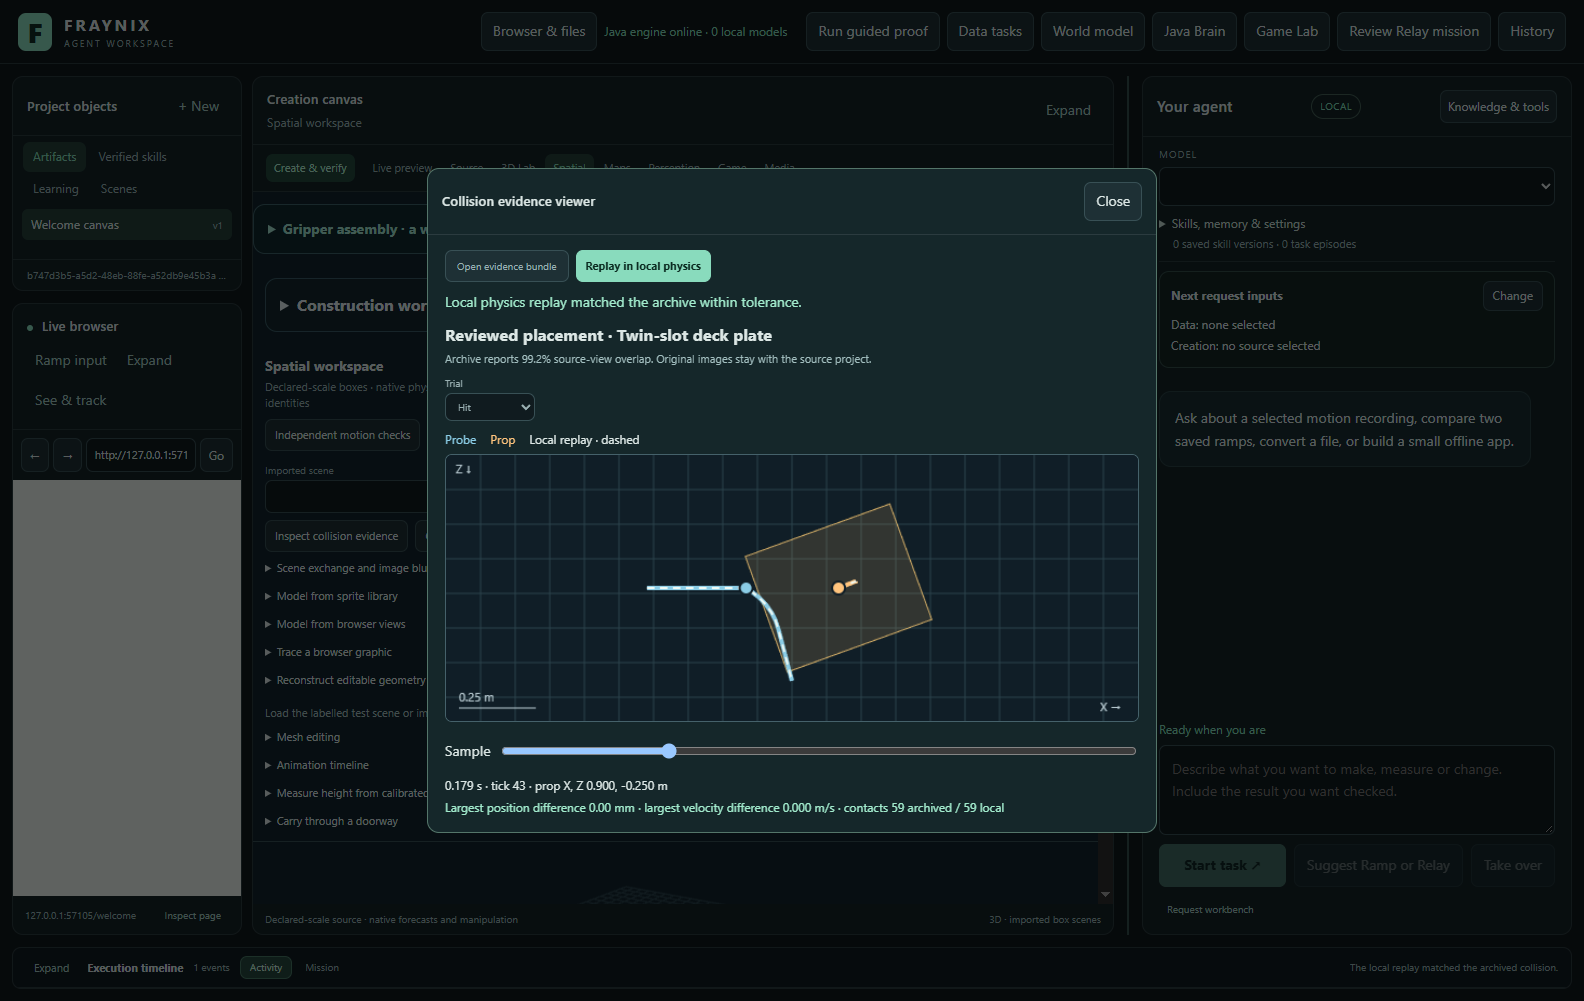 F FRAYNIX
AGENT WORKSPACE
Browser & files
Java engine online · 0 local models
Run guided proof
Data tasks
World model
Java Brain
Game Lab
Review Relay mission
History
Project objects
+ New
Artifacts
Verified skills
Learning
Scenes
Welcome canvas
v1
b747d3b5-a5d2-48eb-88fe-a52db9e45b3a ...
Live browser
Ramp input
Expand
See & track
←
→
http://127.0.0.1:571
Go
127.0.0.1:57105/welcome
Inspect page
Creation canvas
Spatial workspace
Expand
Create & verify
Live preview
Source
3D Lab
Spatial
Maps
Perception
Game
Media
Gripper assembly · a w
Construction wor
Spatial workspace
Declared-scale boxes · native phy
identities
Independent motion checks
Imported scene
Inspect collision evidence
Scene exchange and image blu
Model from sprite library
Model from browser views
Trace a browser graphic
Reconstruct editable geometry
Load the labelled test scene or im
Mesh editing
Animation timeline
Measure height from calibrated
Carry through a doorway
Declared-scale source · native forecasts and manipulation
3D · imported box scenes
Collision evidence viewer
Close
Open evidence bundle
Replay in local physics
Local physics replay matched the archive within tolerance.
Reviewed placement · Twin-slot deck plate
Archive reports 99.2% source-view overlap. Original images stay with the source project.
Trial
Hit
Probe
Prop
Local replay · dashed
Z ↓
0.25 m
X →
Sample
0.179 s · tick 43 · prop X, Z 0.900, -0.250 m
Largest position difference 0.00 mm · largest velocity difference 0.000 m/s · contacts 59 archived / 59 local
Your agent
LOCAL
Knowledge & tools
MODEL
Skills, memory & settings
0 saved skill versions · 0 task episodes
Next request inputs
Change
Data: none selected
Creation: no source selected
Ask about a selected motion recording, compare two
saved ramps, convert a file, or build a small offline app.
Ready when you are
Describe what you want to make, measure or change.
Include the result you want checked.
Start task ↗
Suggest Ramp or Relay
Take over
Request workbench
Expand
Execution timeline
1 events
Activity
Mission
The local replay matched the archived collision.